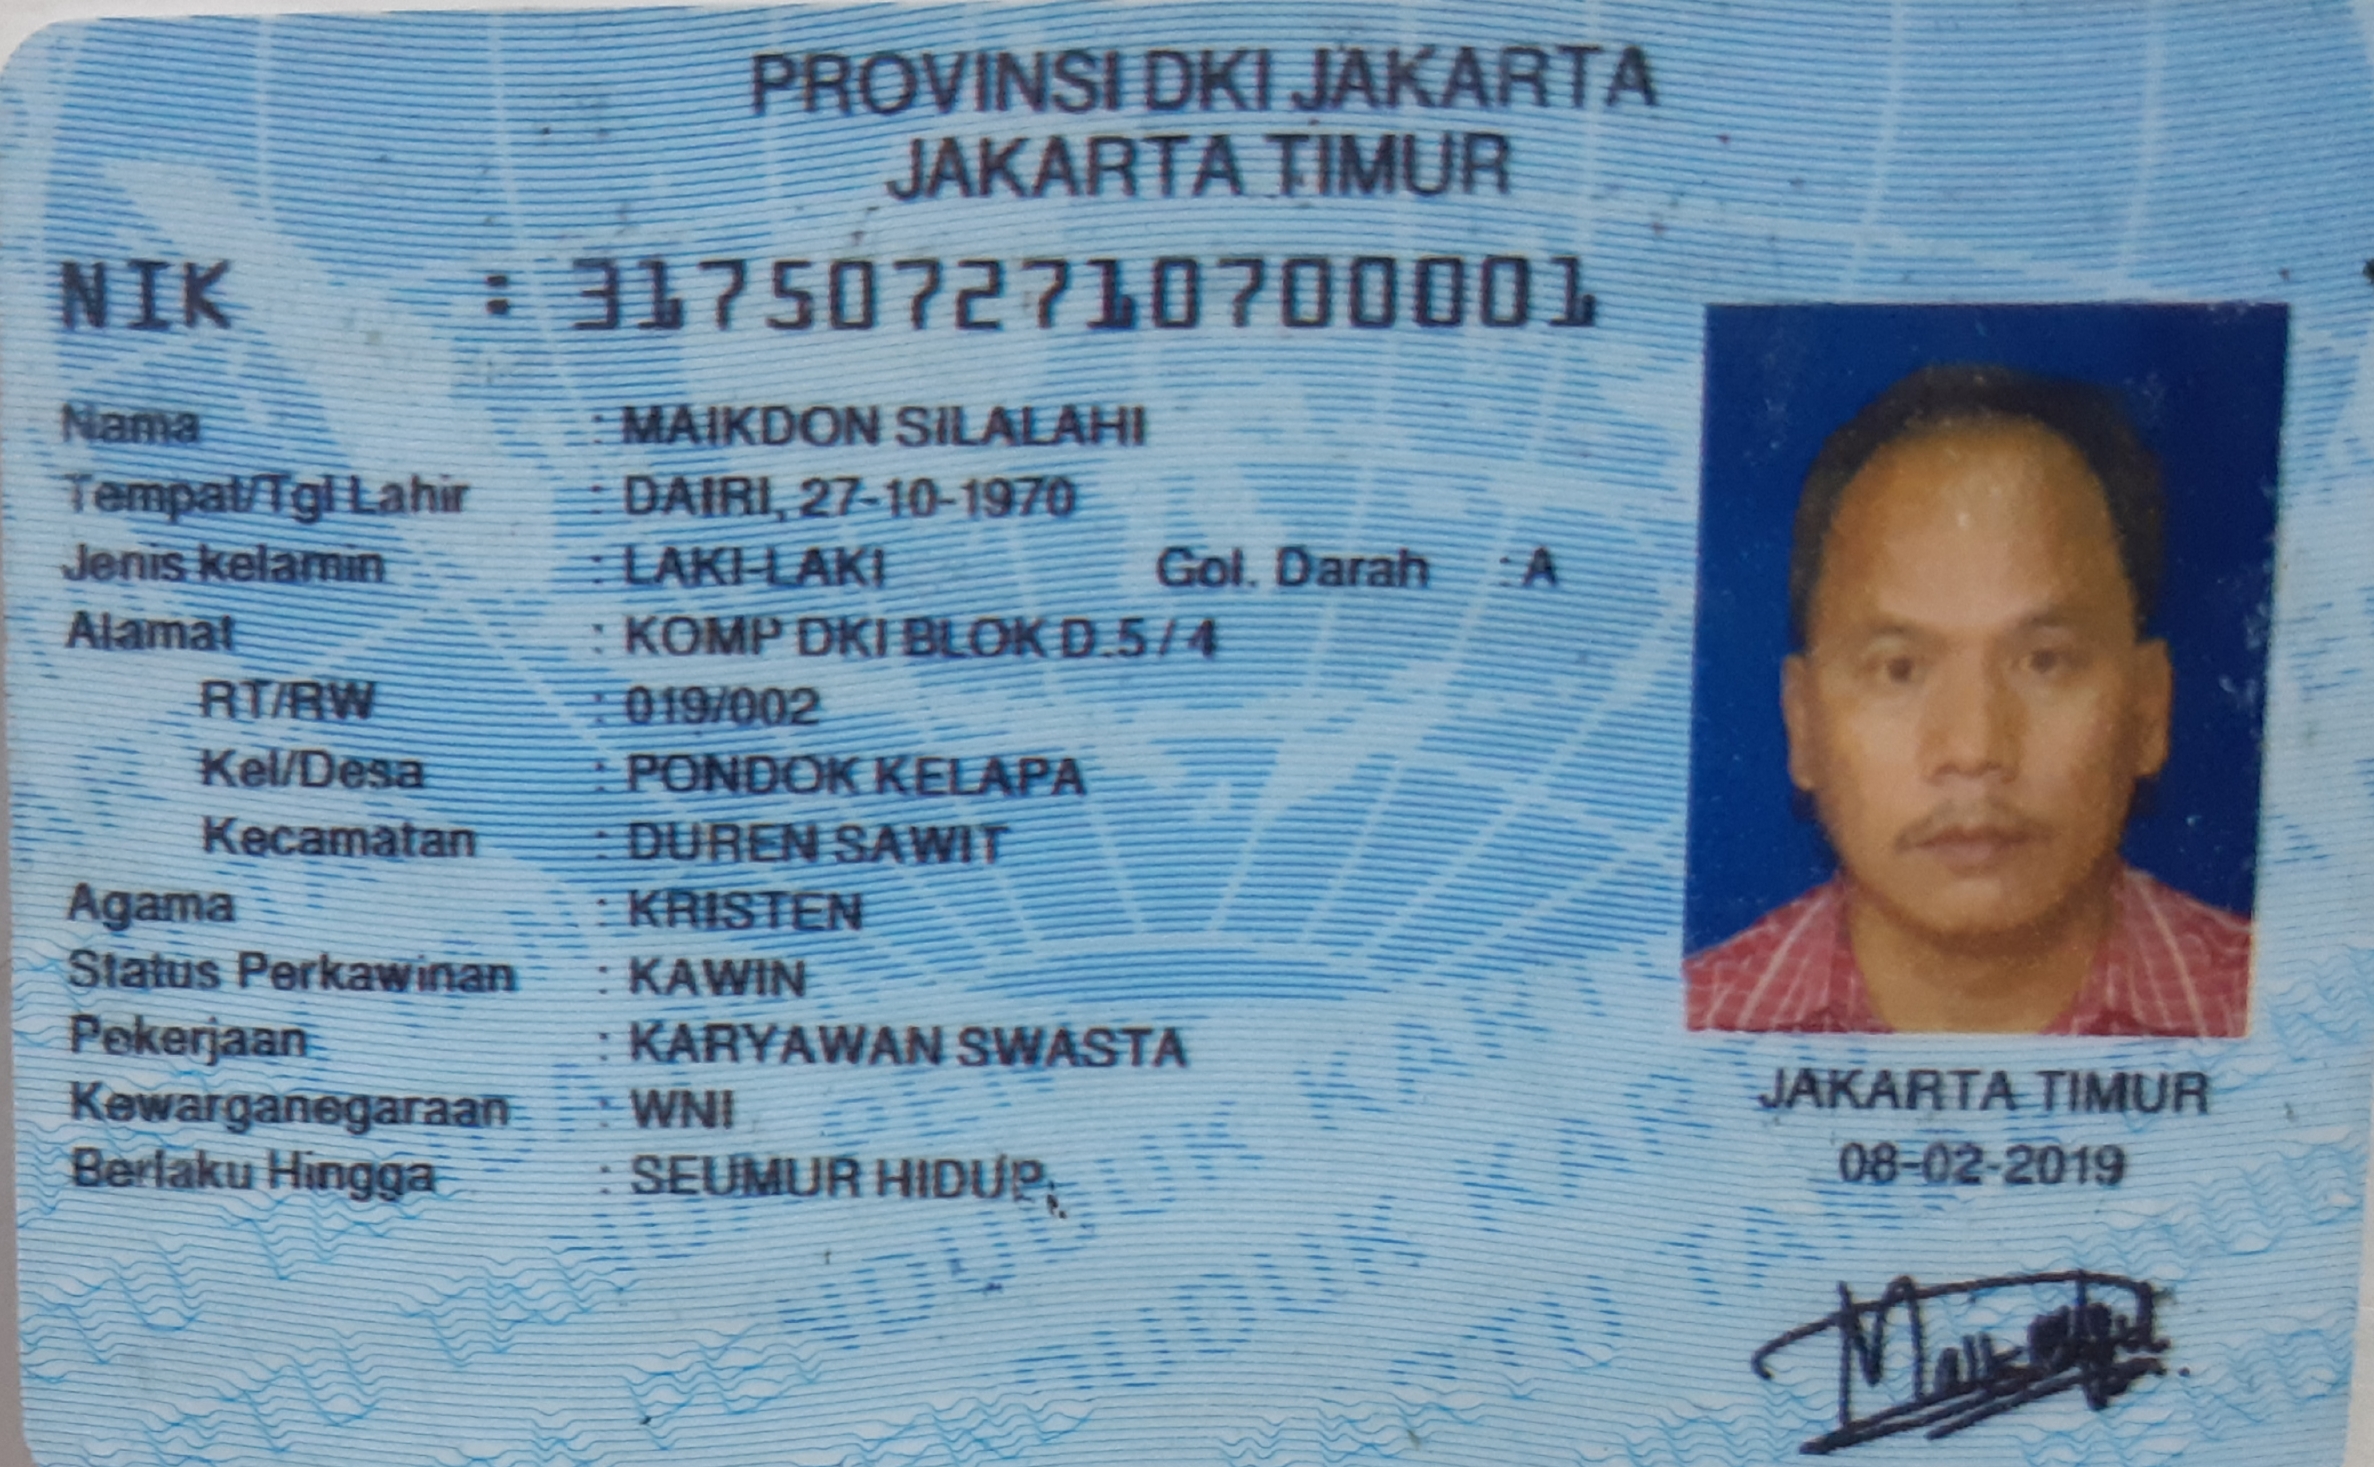 PROVINSI DKI JAKARTA
JAKARTA TIMUR
NIK : 3175072710700001
Nama : MAIKDON SILALAHI
Tempat/Tgl Lahir : DAIRI, 27-10-1970
Jenis kelamin : LAKI-LAKI Gol. Darah : A
Alamat : KOMP DKI BLOK D.5 / 4
RT/RW : 019/002
Kel/Desa : PONDOK KELAPA
Kecamatan : DUREN SAWIT
Agama : KRISTEN
Status Perkawinan : KAWIN
Pekerjaan : KARYAWAN SWASTA
Kewarganegaraan : WNI
Berlaku Hingga : SEUMUR HIDUP
JAKARTA TIMUR
08-02-2019